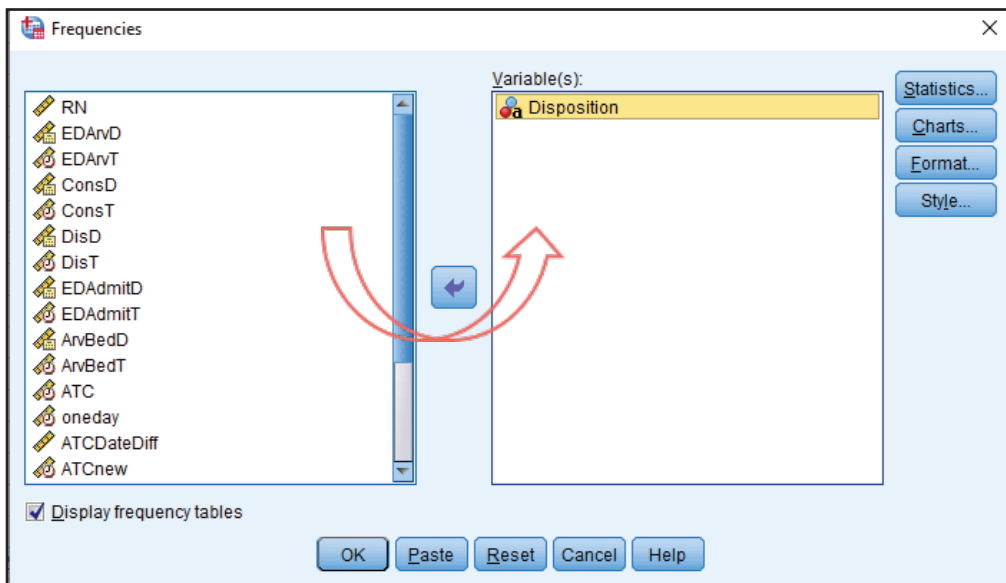 Frequencies
Variable(s):
RN
EDArvD
EDArvT
ConsD
ConsT
DisD
DisT
EDAdmitD
EDAdmitT
ArvBedD
ArvBedT
ATC
oneday
ATCDateDiff
ATCnew
a Disposition
Statistics...
Charts...
Format...
Style...
Display frequency tables
OK Paste Reset Cancel Help